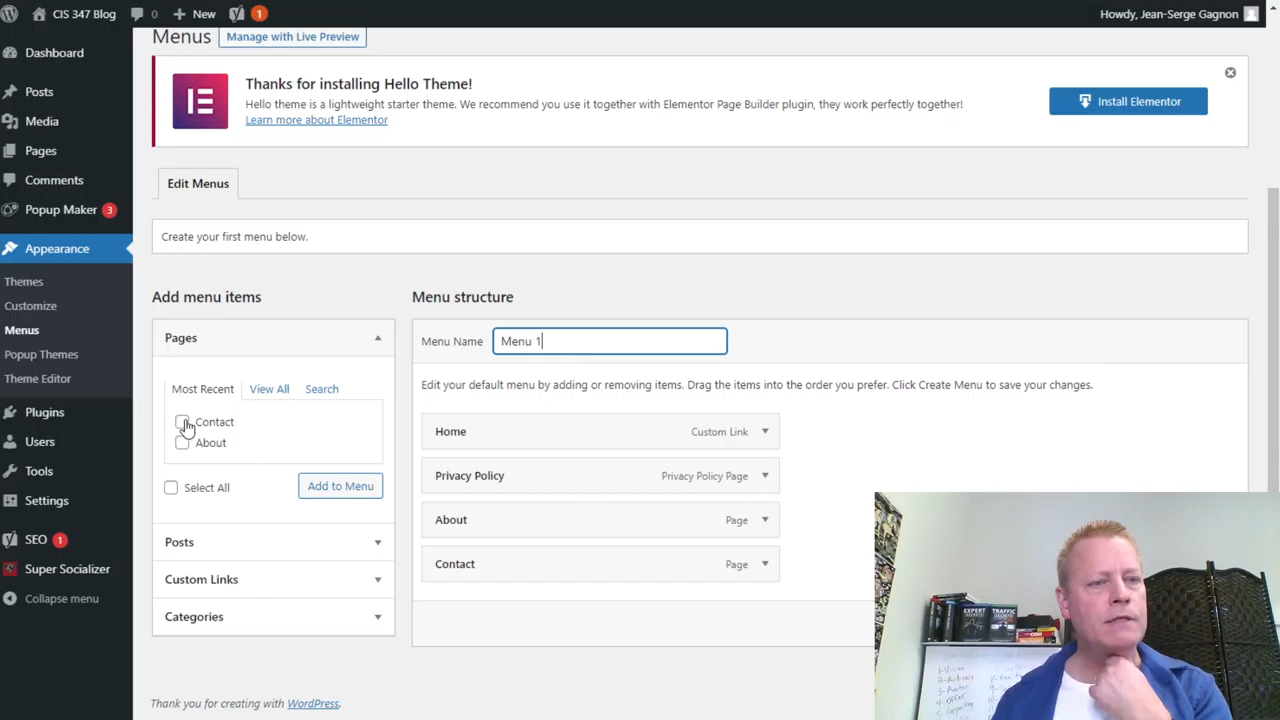 CIS 347 Blog
0
New
1
Howdy, Jean-Serge Gagnon
Dashboard
Posts
Media
Pages
Comments
Popup Maker 3
Appearance
Themes
Customize
Menus
Popup Themes
Theme Editor
Plugins
Users
Tools
Settings
SEO 1
Super Socializer
Collapse menu
Menus
Manage with Live Preview
Thanks for installing Hello Theme!
Hello theme is a lightweight starter theme. We recommend you use it together with Elementor Page Builder plugin, they work perfectly together!
Learn more about Elementor
Install Elementor
Edit Menus
Create your first menu below.
Add menu items
Pages
Most Recent View All Search
Contact
About
Select All
Add to Menu
Posts
Custom Links
Categories
Menu structure
Menu Name Menu 1
Edit your default menu by adding or removing items. Drag the items into the order you prefer. Click Create Menu to save your changes.
Home Custom Link
Privacy Policy Privacy Policy Page
About Page
Contact Page
Thank you for creating with WordPress.
EXPERT SECRETS
TRAFFIC SECRETS